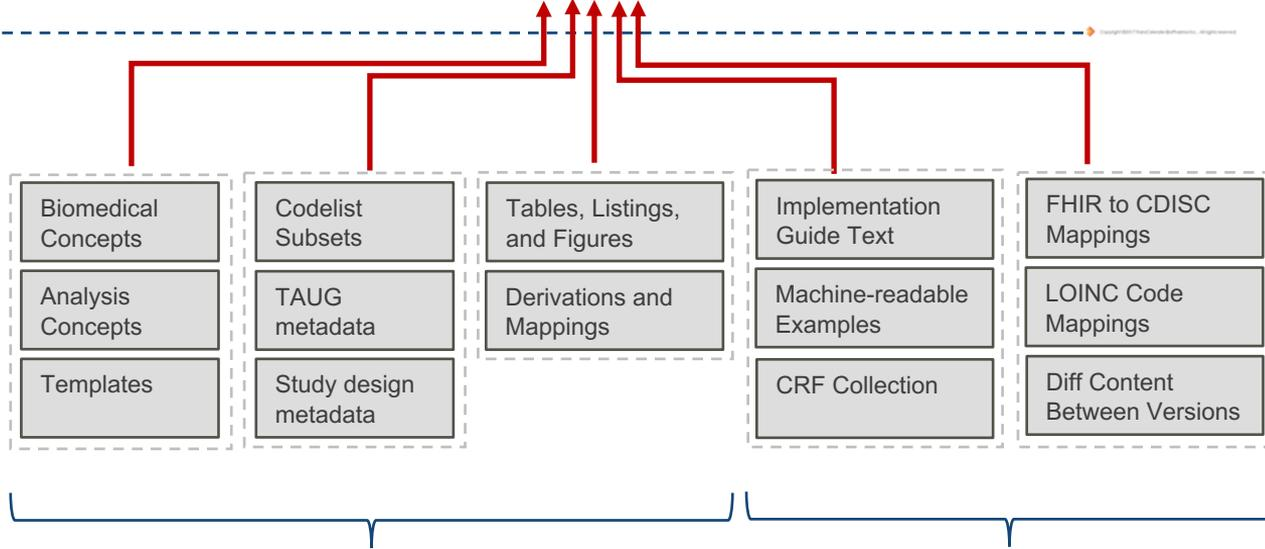 Biomedical
Concepts
Analysis
Concepts
Templates
Codelist
Subsets
TAUG
metadata
Study design
metadata
Tables, Listings,
and Figures
Derivations and
Mappings
Implementation
Guide Text
Machine-readable
Examples
CRF Collection
FHIR to CDISC
Mappings
LOINC Code
Mappings
Diff Content
Between Versions